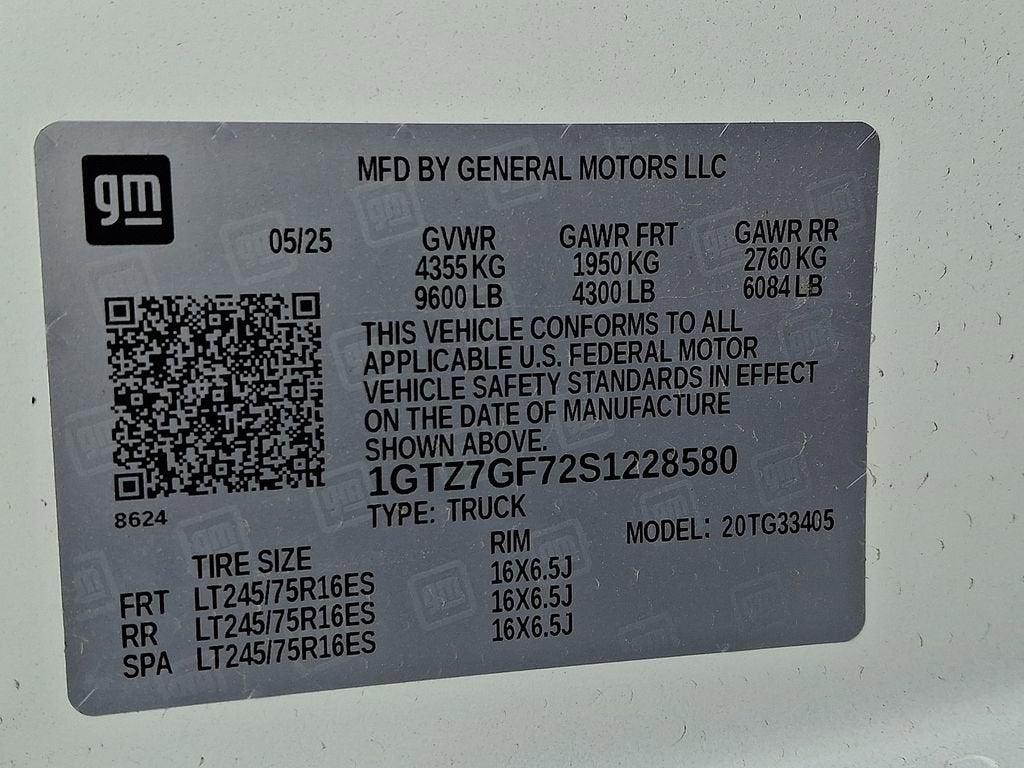 gm
MFD BY GENERAL MOTORS LLC
05/25 GVWR GAWR FRT GAWR RR
4355 KG 1950 KG 2760 KG
9600 LB 4300 LB 6084 LB
THIS VEHICLE CONFORMS TO ALL
APPLICABLE U.S. FEDERAL MOTOR
VEHICLE SAFETY STANDARDS IN EFFECT
ON THE DATE OF MANUFACTURE
SHOWN ABOVE.
1GTZ7GF72S1228580
8624
TYPE: TRUCK MODEL: 20TG33405
TIRE SIZE RIM
FRT LT245/75R16ES 16X6.5J
RR LT245/75R16ES 16X6.5J
SPA LT245/75R16ES 16X6.5J